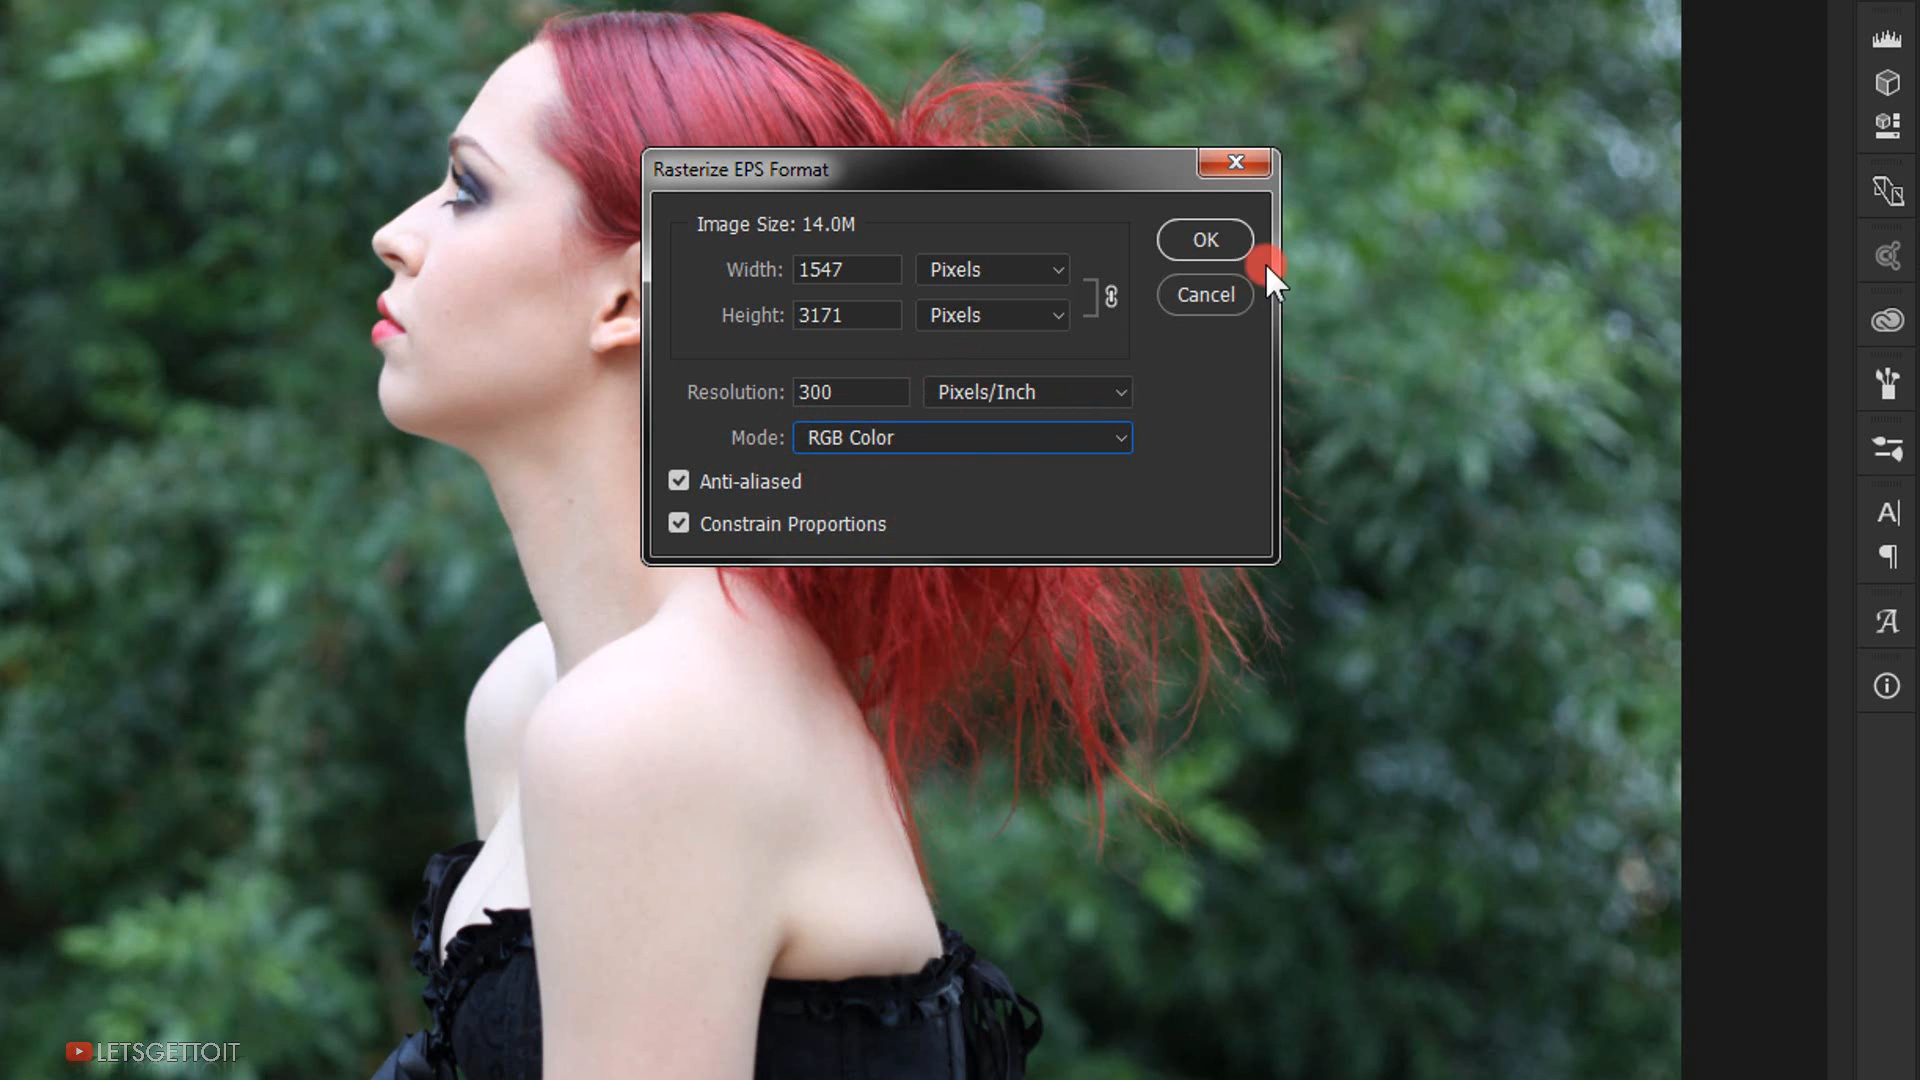 Rasterize EPS Format
Image Size: 14.0M
Width: 1547 Pixels
Height: 3171 Pixels
Resolution: 300 Pixels/Inch
Mode: RGB Color
Anti-aliased
Constrain Proportions
OK
Cancel
LETSGETTOIT